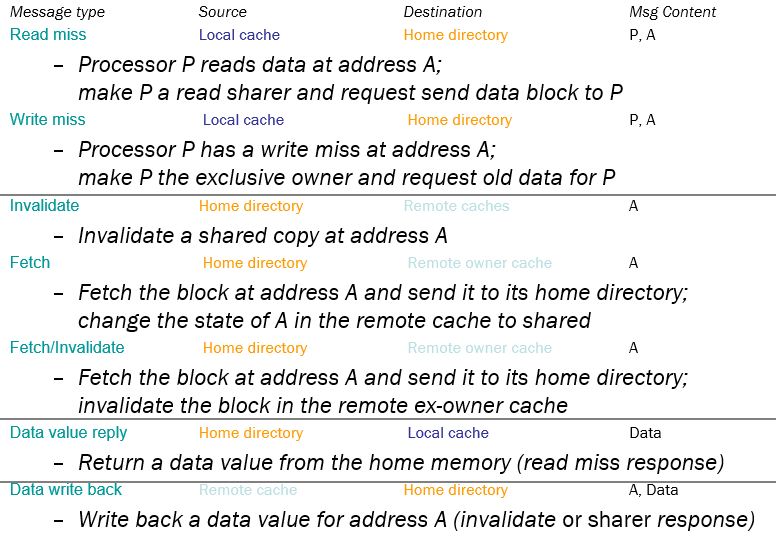 Message type Source Destination Msg Content
Read miss Local cache Home directory P, A
– Processor P reads data at address A;
make P a read sharer and request send data block to P
Write miss Local cache Home directory P, A
– Processor P has a write miss at address A;
make P the exclusive owner and request old data for P
Invalidate Home directory Remote caches A
– Invalidate a shared copy at address A
Fetch Home directory Remote owner cache A
– Fetch the block at address A and send it to its home directory;
change the state of A in the remote cache to shared
Fetch/Invalidate Home directory Remote owner cache A
– Fetch the block at address A and send it to its home directory;
invalidate the block in the remote ex-owner cache
Data value reply Home directory Local cache Data
– Return a data value from the home memory (read miss response)
Data write back Remote cache Home directory A, Data
– Write back a data value for address A (invalidate or sharer response)